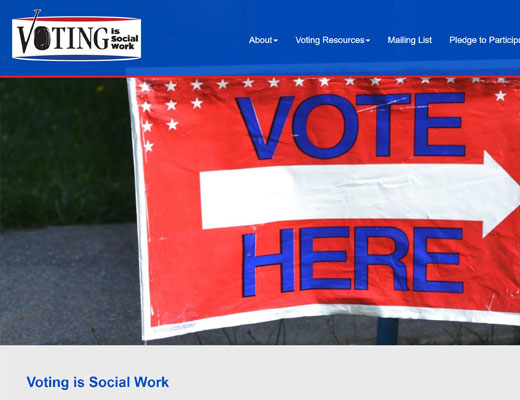 VOTING is Social Work
About Voting Resources Mailing List Pledge to Particip
VOTE
HERE
Voting is Social Work